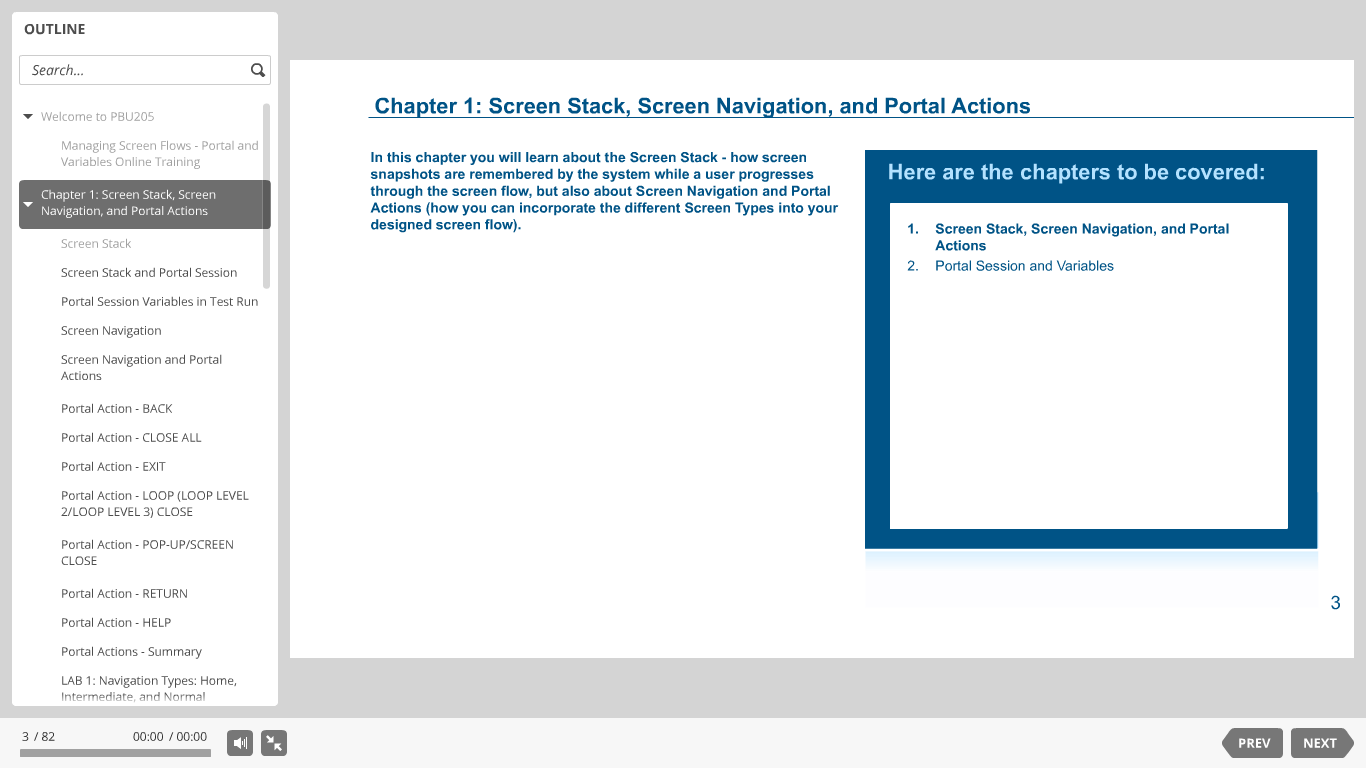 OUTLINE
Search...
Welcome to PBU205
Managing Screen Flows - Portal and
Variables Online Training
Chapter 1: Screen Stack, Screen
Navigation, and Portal Actions
Screen Stack
Screen Stack and Portal Session
Portal Session Variables in Test Run
Screen Navigation
Screen Navigation and Portal
Actions
Portal Action - BACK
Portal Action - CLOSE ALL
Portal Action - EXIT
Portal Action - LOOP (LOOP LEVEL
2/LOOP LEVEL 3) CLOSE
Portal Action - POP-UP/SCREEN
CLOSE
Portal Action - RETURN
Portal Action - HELP
Portal Actions - Summary
LAB 1: Navigation Types: Home,
Intermediate, and Normal
Chapter 1: Screen Stack, Screen Navigation, and Portal Actions
In this chapter you will learn about the Screen Stack - how screen
snapshots are remembered by the system while a user progresses
through the screen flow, but also about Screen Navigation and Portal
Actions (how you can incorporate the different Screen Types into your
designed screen flow).
Here are the chapters to be covered:
1. Screen Stack, Screen Navigation, and Portal
Actions
2. Portal Session and Variables
3
3 / 82
00:00 / 00:00
PREV
NEXT